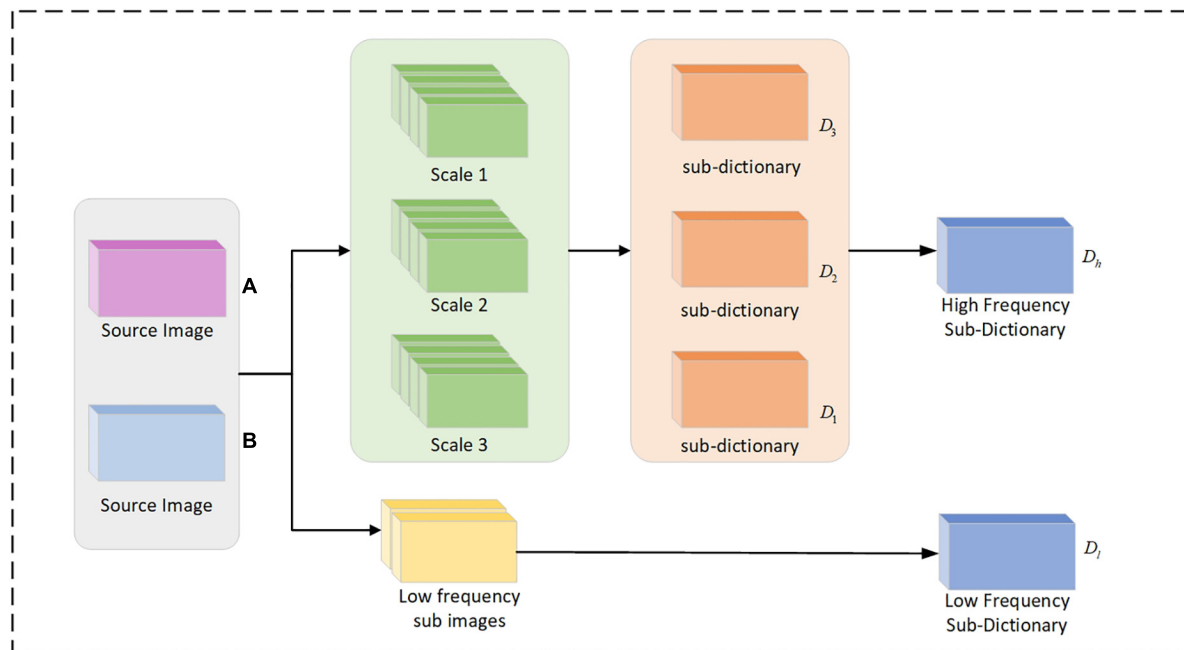 A
Source Image
B
Source Image
Scale 1
Scale 2
Scale 3
D3
sub-dictionary
D2
sub-dictionary
D1
sub-dictionary
Dh
High Frequency
Sub-Dictionary
Low frequency
sub images
Dl
Low Frequency
Sub-Dictionary